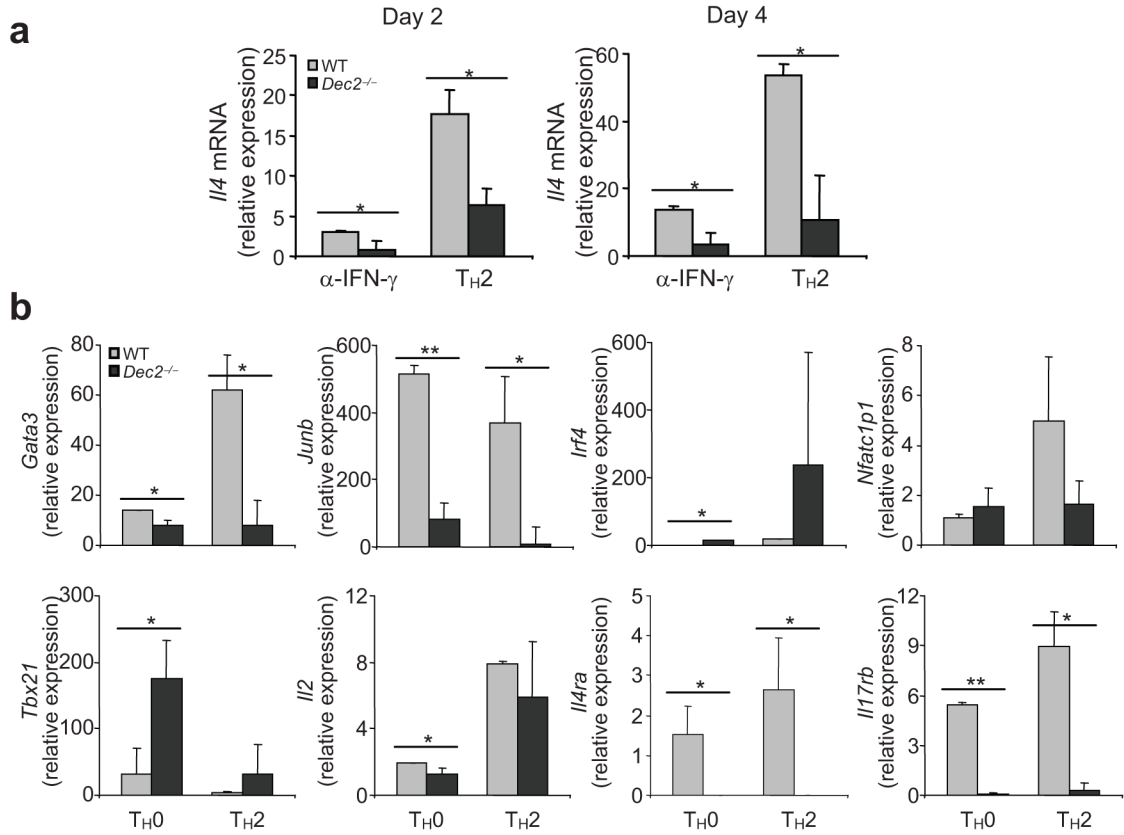 a
Day 2
Day 4
Il4 mRNA
(relative expression)
25
20
15
10
5
0
WT
Dec2–/–
*
*
α-IFN-γ
TH2
Il4 mRNA
(relative expression)
60
40
20
0
*
*
α-IFN-γ
TH2
b
Gata3
(relative expression)
80
60
40
20
0
WT
Dec2–/–
*
*
Junb
(relative expression)
600
400
200
0
**
*
Irf4
(relative expression)
600
400
200
0
*
Nfatc1p1
(relative expression)
8
6
4
2
0
Tbx21
(relative expression)
300
200
100
0
*
TH0
TH2
Il2
(relative expression)
12
8
4
0
*
TH0
TH2
Il4ra
(relative expression)
5
4
3
2
2
1
0
*
*
TH0
TH2
Il17rb
(relative expression)
12
9
6
3
0
**
*
TH0
TH2